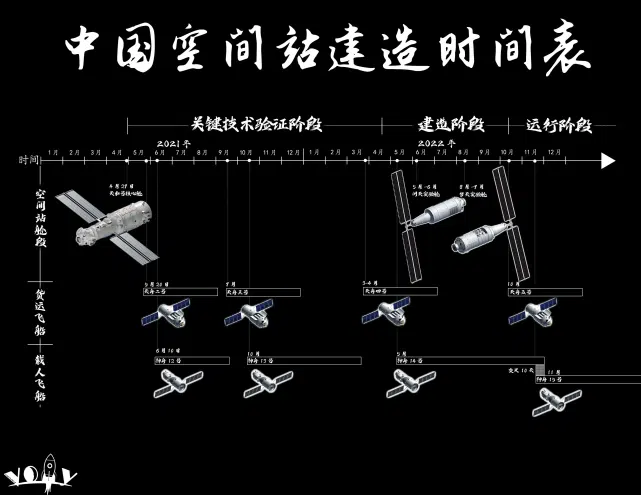 中国空间站建造时间表
关键技术验证阶段 建造阶段 运行阶段
2021年 2022年
时间 1月 2月 3月 4月 5月 6月 7月 8月 9月 10月 11月 12月 1月 2月 3月 4月 5月 6月 7月 8月 9月 10月 11月 12月
空间站舱段
4月29日
天和号核心舱
5月-6月
问天实验舱
8月-9月
梦天实验舱
货运飞船
5月20日
天舟二号
9月
天舟三号
3-4月
天舟四号
10月
天舟五号
载人飞船
6月10日
神舟12号
10月
神舟13号
5月
神舟14号
交叉10天
11月
神舟15号